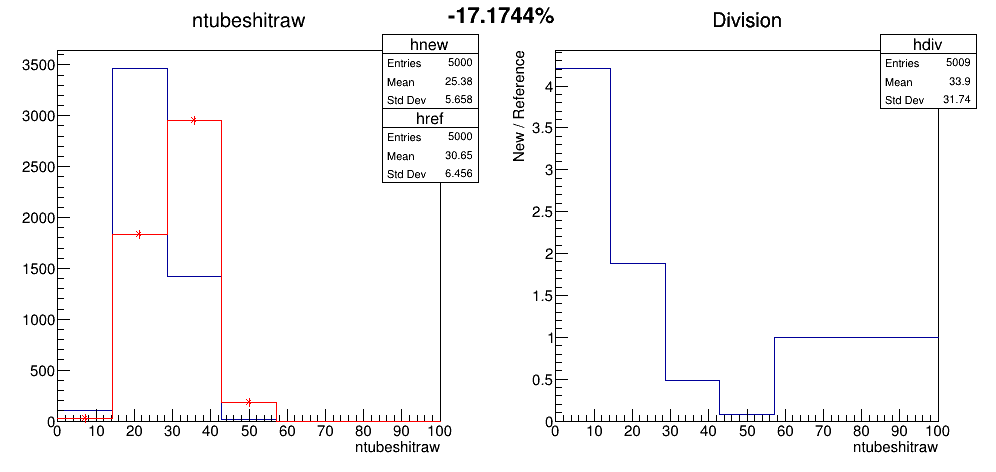 -17.1744%
ntubeshitraw
hnew
Entries 5000
Mean 25.38
Std Dev 5.658
href
Entries 5000
Mean 30.65
Std Dev 6.456
3500
3000
2500
2000
1500
1000
500
0
0 10 20 30 40 50 60 70 80 90 100
ntubeshitraw
Division
hdiv
Entries 5009
Mean 33.9
Std Dev 31.74
New / Reference
4
3.5
3
2.5
2
1.5
1
0.5
0
0 10 20 30 40 50 60 70 80 90 100
ntubeshitraw